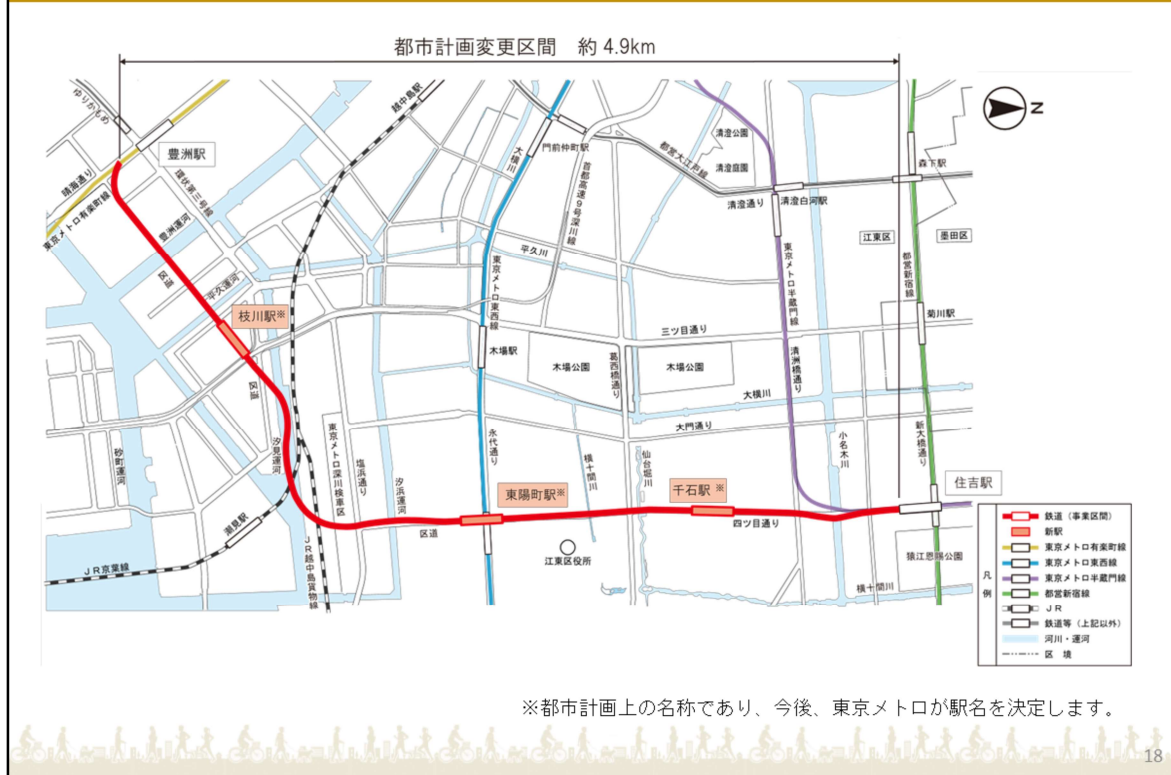 都市計画変更区間　約 4.9km
N
ゆりかもめ
豊洲駅
晴海通り
東京メトロ有楽町線
環状第三号線
豊洲運河
区道
平久運河
枝川駅※
区道
砂町運河
汐見運河
潮見駅
JR京葉線
JR越中島貨物線
東京メトロ深川検車区
塩浜通り
汐浜運河
区道
越中島駅
大横川
門前仲町駅
首都高速9号深川線
都営大江戸線
平久川
東京メトロ東西線
木場駅
永代通り
東陽町駅※
江東区役所
横十間川
木場公園
葛西橋通り
木場公園
仙台堀川
千石駅 ※
四ツ目通り
三ツ目通り
大横川
大門通り
清澄公園
清澄庭園
清澄通り
清澄白河駅
東京メトロ半蔵門線
清洲橋通り
小名木川
森下駅
江東区
墨田区
都営新宿線
菊川駅
新大橋通り
住吉駅
猿江恩賜公園
横十間川
凡例
鉄道（事業区間）
新駅
東京メトロ有楽町線
東京メトロ東西線
東京メトロ半蔵門線
都営新宿線
ＪＲ
鉄道等（上記以外）
河川・運河
区　境
※都市計画上の名称であり、今後、東京メトロが駅名を決定します。
18